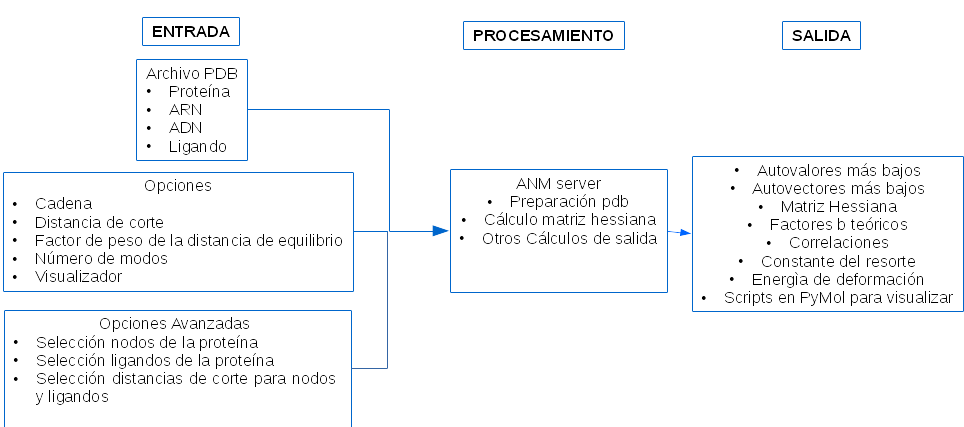 ENTRADA
PROCESAMIENTO
SALIDA
Archivo PDB
• Proteína
• ARN
• ADN
• Ligando
Opciones
• Cadena
• Distancia de corte
• Factor de peso de la distancia de equilibrio
• Número de modos
• Visualizador
Opciones Avanzadas
• Selección nodos de la proteína
• Selección ligandos de la proteína
• Selección distancias de corte para nodos
y ligandos
ANM server
• Preparación pdb
• Cálculo matriz hessiana
• Otros Cálculos de salida
• Autovalores más bajos
• Autovectores más bajos
• Matriz Hessiana
• Factores b teóricos
• Correlaciones
• Constante del resorte
• Energìa de deformación
• Scripts en PyMol para visualizar